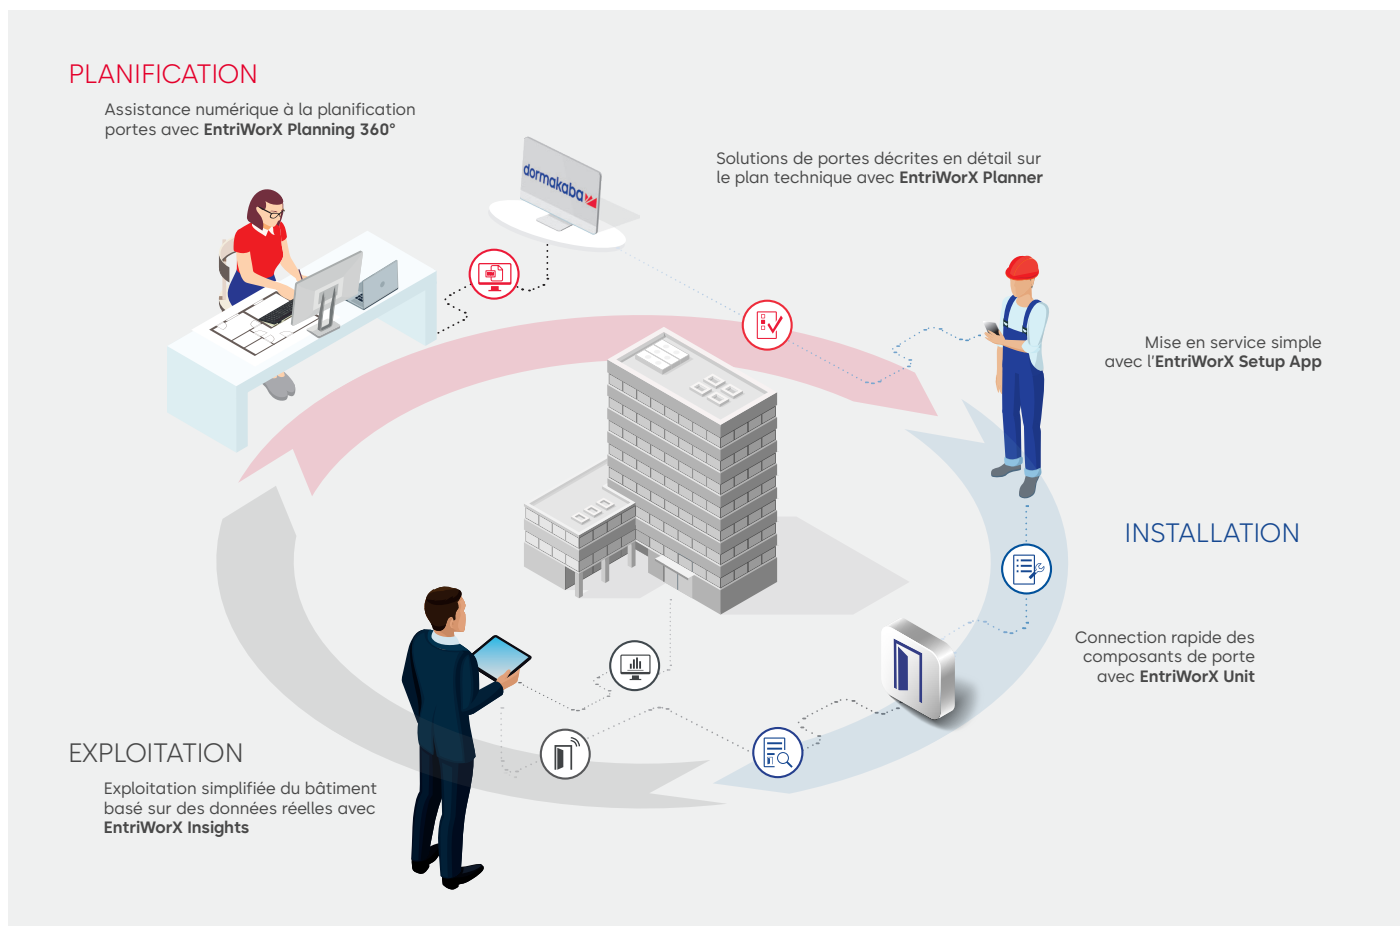 PLANIFICATION
Assistance numérique à la planification
portes avec EntriWorX Planning 360°
dormakaba
Solutions de portes décrites en détail sur
le plan technique avec EntriWorX Planner
Mise en service simple
avec l'EntriWorX Setup App
INSTALLATION
Connection rapide des
composants de porte
avec EntriWorX Unit
EXPLOITATION
Exploitation simplifiée du bâtiment
basé sur des données réelles avec
EntriWorX Insights